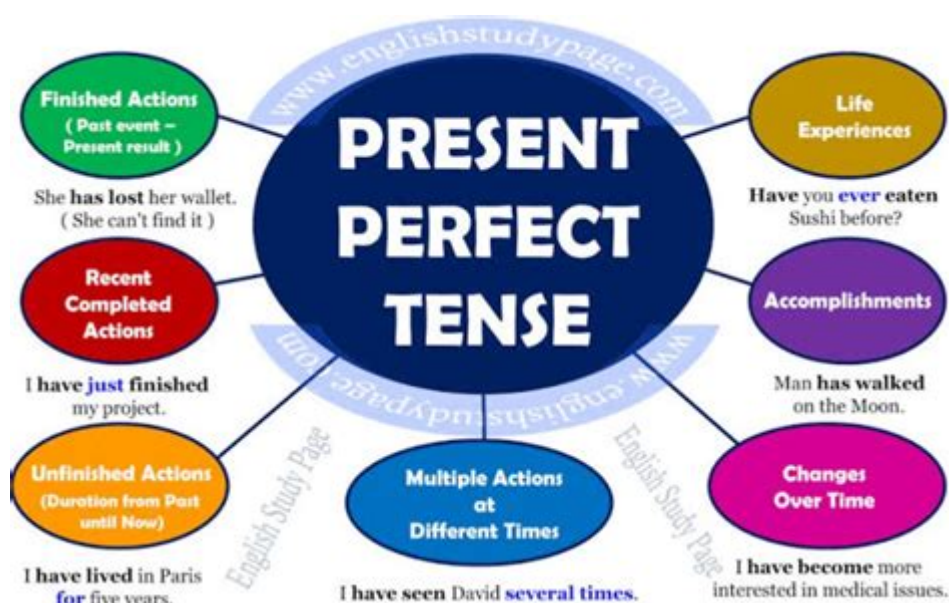 www.englishstudypage.com
PRESENT
PERFECT
TENSE
www.englishstudypage.com
Finished Actions
( Past event –
Present result )
She has lost her wallet.
( She can't find it )
Recent
Completed
Actions
I have just finished
my project.
Unfinished Actions
(Duration from Past
until Now)
I have lived in Paris
for five years.
Multiple Actions
at
Different Times
I have seen David several times.
Life
Experiences
Have you ever eaten
Sushi before?
Accomplishments
Man has walked
on the Moon.
Changes
Over Time
I have become more
interested in medical issues.
English Study Page
English Study Page